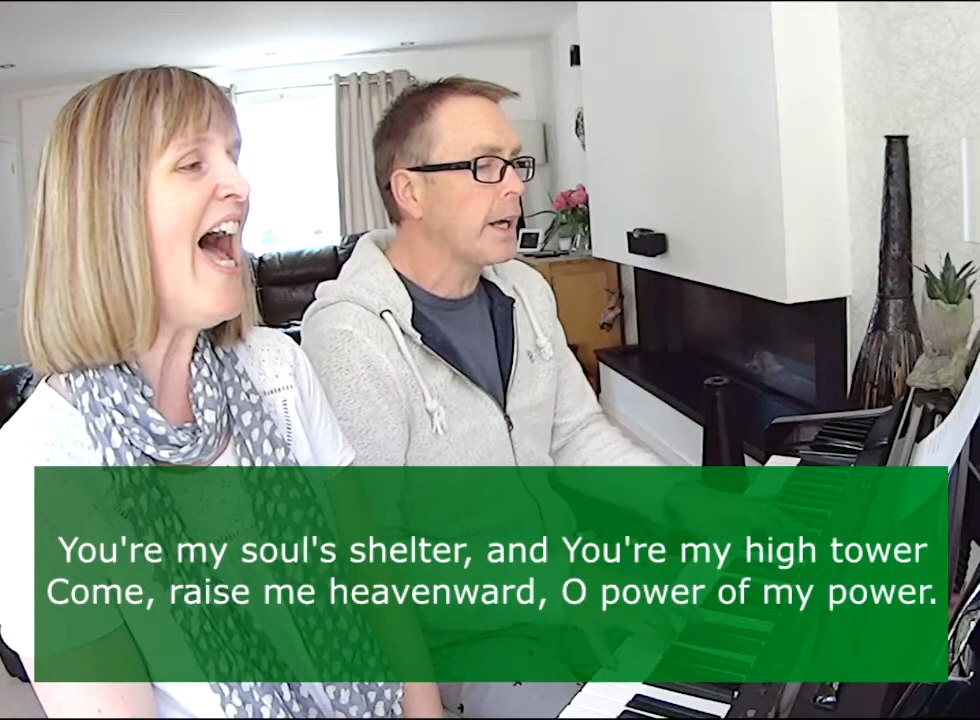 You're my soul's shelter, and You're my high tower
Come, raise me heavenward, O power of my power.